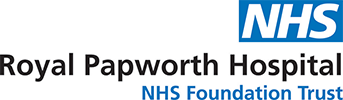 NHS
Royal Papworth Hospital
NHS Foundation Trust